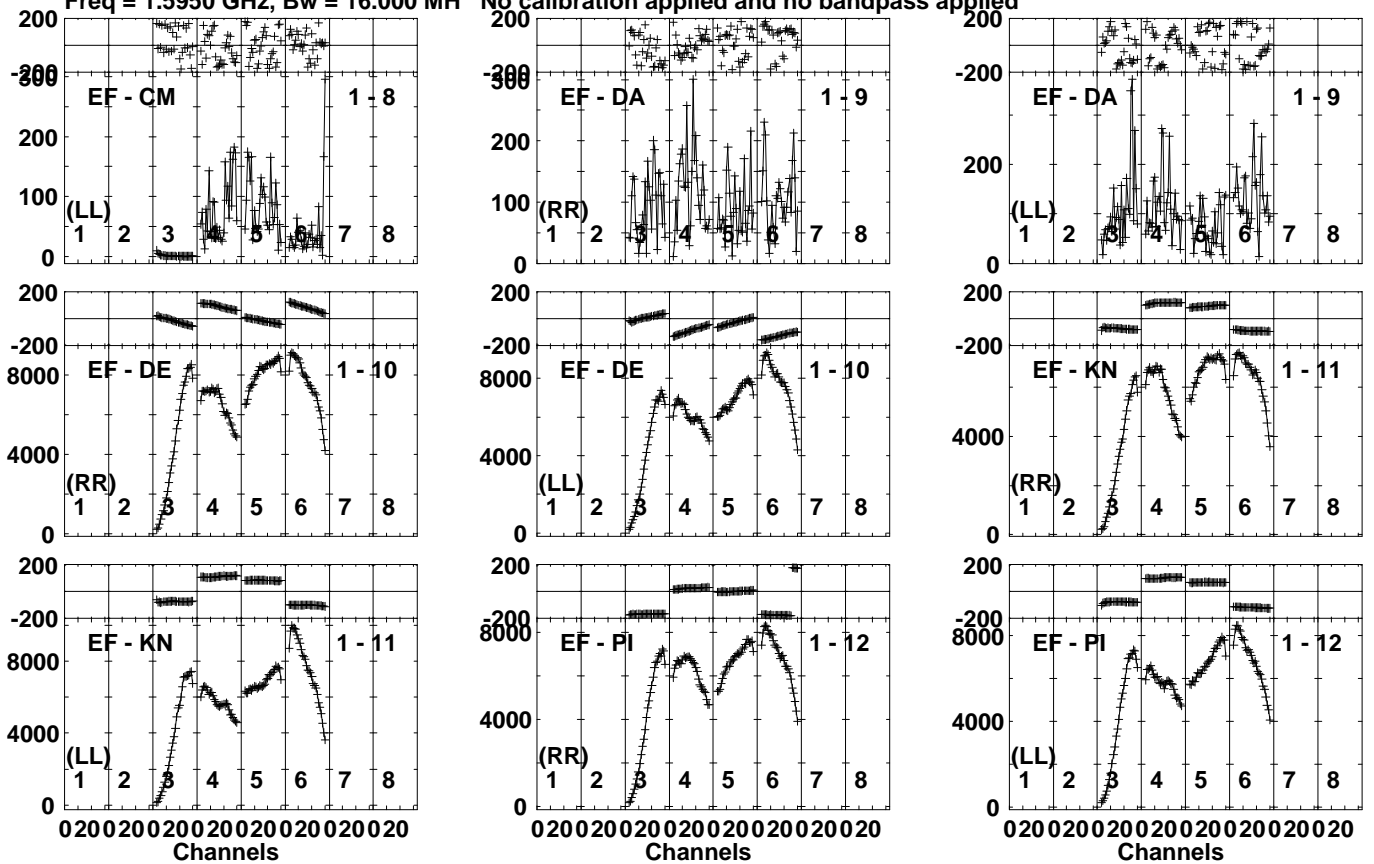 Freq = 1.5950 GHz, Bw = 16.000 MH No calibration applied and no bandpass applied
200 200 200
-200 -200 -200
300 300
EF - CM 1 - 8 EF - DA 1 - 9 EF - DA 1 - 9
200 200 200
100 100
(LL) (RR) (LL)
1 2 3 4 5 6 7 8 1 2 3 4 5 6 7 8 1 2 3 4 5 6 7 8
0 0 0
200 200 200
-200 -200 -200
EF - DE 1 - 10 EF - DE 1 - 10 EF - KN 1 - 11
8000 8000
4000 4000 4000
(RR) (LL) (RR)
1 2 3 4 5 6 7 8 1 2 3 4 5 6 7 8 1 2 3 4 5 6 7 8
0 0 0
200 200 200
-200 -200 -200
EF - KN 1 - 11 EF - PI 1 - 12 EF - PI 1 - 12
8000 8000 8000
4000 4000 4000
(LL) (RR) (LL)
1 2 3 4 5 6 7 8 1 2 3 4 5 6 7 8 1 2 3 4 5 6 7 8
0 0 0
0 20 0 20 0 20 0 20 0 20 0 20 0 20 0 20 0 20 0 20 0 20 0 20 0 20 0 20 0 20 0 20 0 20 0 20 0 20 0 20 0 20 0 20 0 20 0 20
Channels Channels Channels